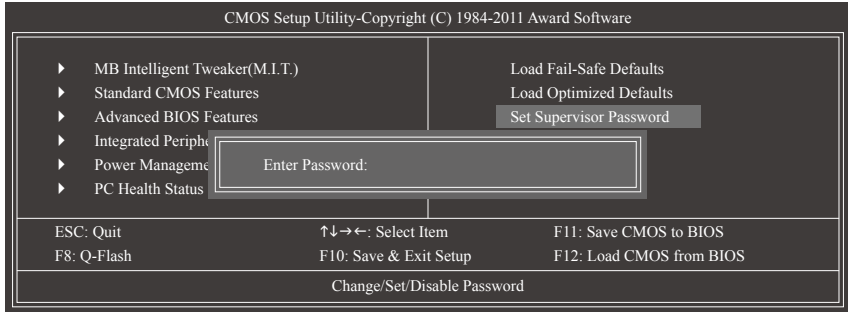 CMOS Setup Utility-Copyright (C) 1984-2011 Award Software
MB Intelligent Tweaker(M.I.T.)
Standard CMOS Features
Advanced BIOS Features
Integrated Periphe
Power Manageme
PC Health Status
Load Fail-Safe Defaults
Load Optimized Defaults
Set Supervisor Password
Enter Password:
ESC: Quit
F8: Q-Flash
↑↓→←: Select Item
F10: Save & Exit Setup
F11: Save CMOS to BIOS
F12: Load CMOS from BIOS
Change/Set/Disable Password